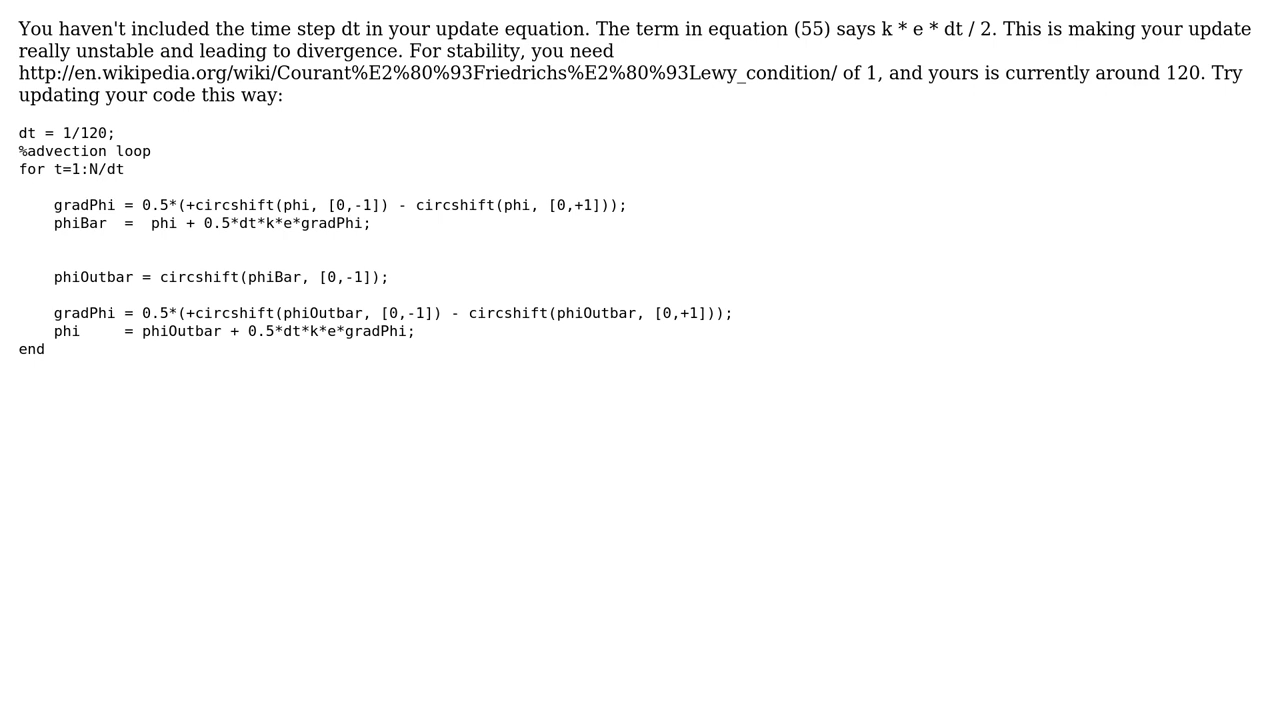 You haven't included the time step dt in your update equation. The term in equation (55) says k * e * dt / 2. This is making your update
really unstable and leading to divergence. For stability, you need
http://en.wikipedia.org/wiki/Courant%E2%80%93Friedrichs%E2%80%93Lewy_condition/ of 1, and yours is currently around 120. Try
updating your code this way:
dt = 1/120;
%advection loop
for t=1:N/dt
    gradPhi = 0.5*(+circshift(phi, [0,-1]) - circshift(phi, [0,+1]));
    phiBar  =  phi + 0.5*dt*k*e*gradPhi;
    phiOutbar = circshift(phiBar, [0,-1]);
    gradPhi = 0.5*(+circshift(phiOutbar, [0,-1]) - circshift(phiOutbar, [0,+1]));
    phi     = phiOutbar + 0.5*dt*k*e*gradPhi;
end